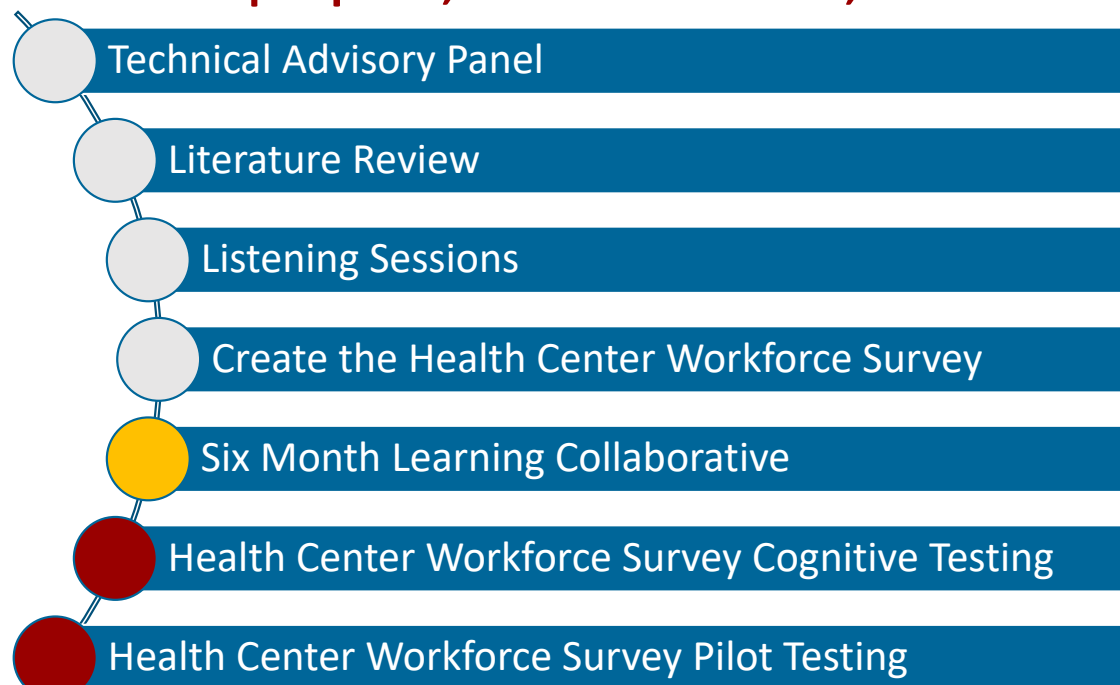 Technical Advisory Panel
Literature Review
Listening Sessions
Create the Health Center Workforce Survey
Six Month Learning Collaborative
Health Center Workforce Survey Cognitive Testing
Health Center Workforce Survey Pilot Testing